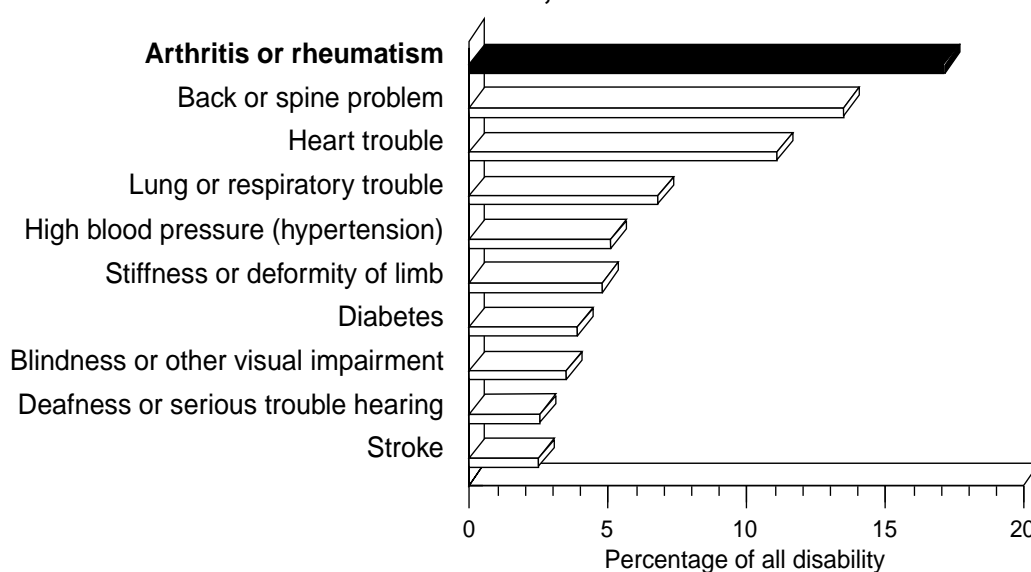 Arthritis or rheumatism
Back or spine problem
Heart trouble
Lung or respiratory trouble
High blood pressure (hypertension)
Stiffness or deformity of limb
Diabetes
Blindness or other visual impairment
Deafness or serious trouble hearing
Stroke
0 5 10 15 20
Percentage of all disability